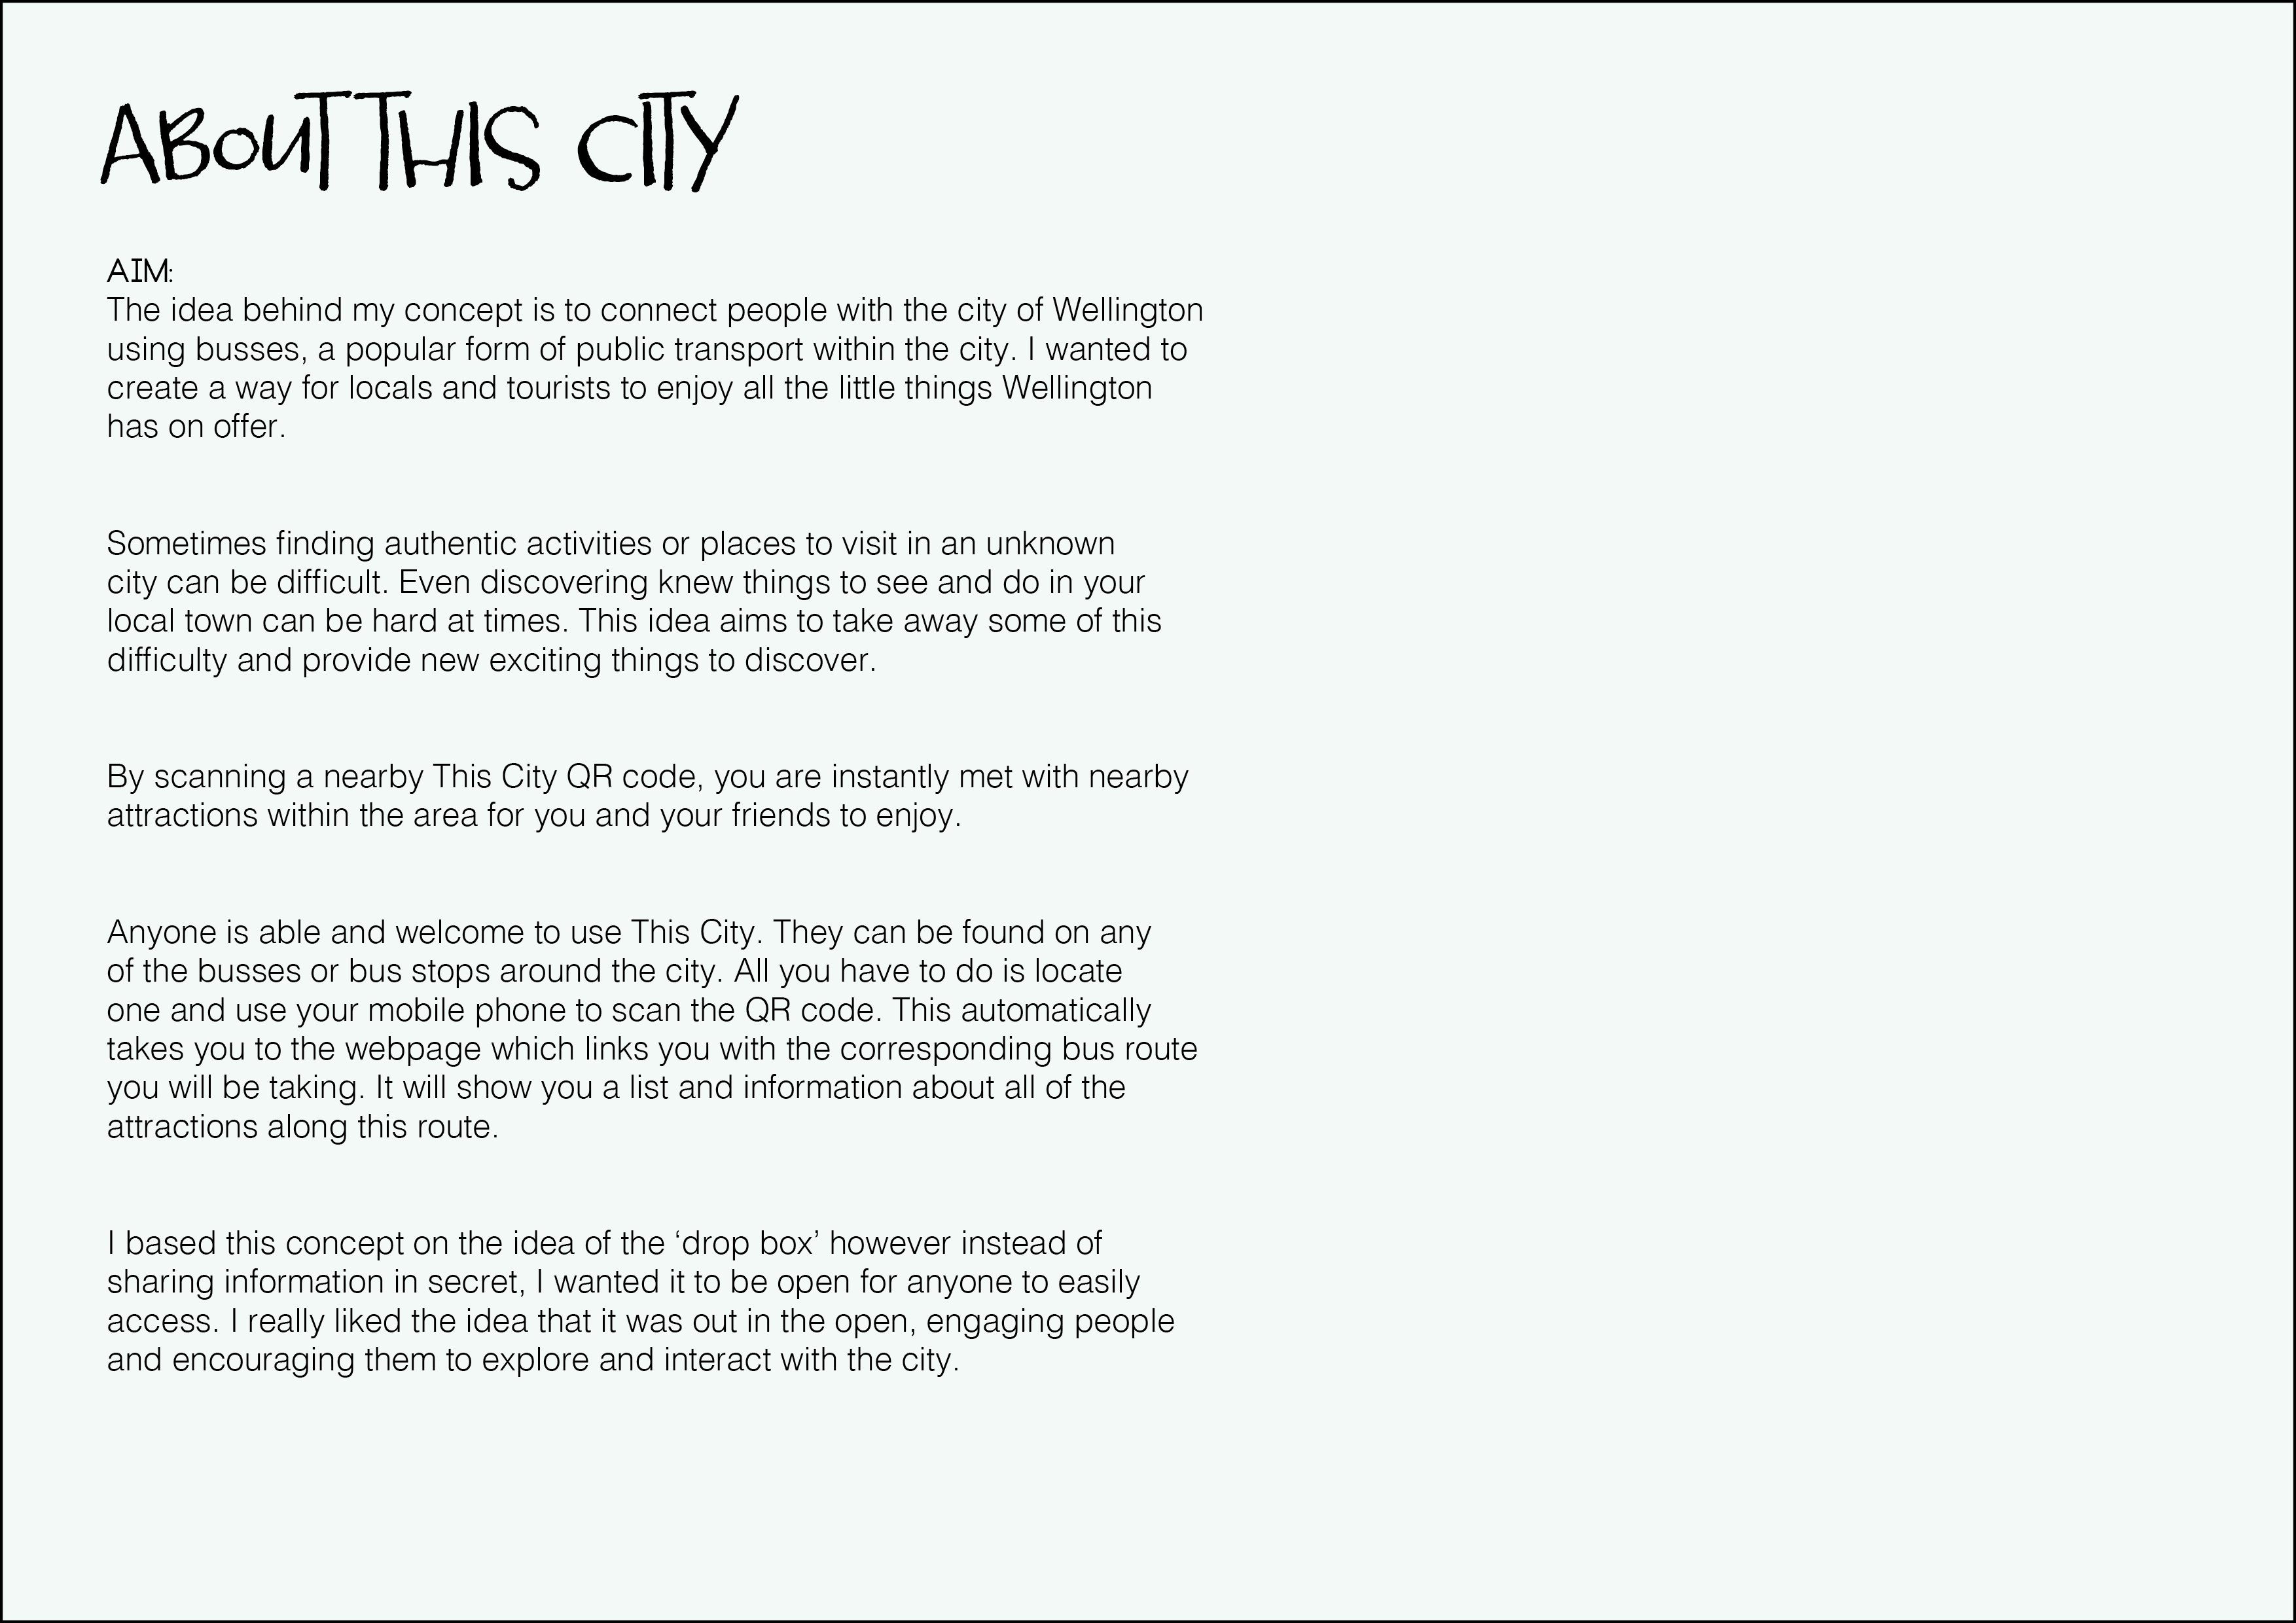 ABOUT THIS CITY
AIM:
The idea behind my concept is to connect people with the city of Wellington
using busses, a popular form of public transport within the city. I wanted to
create a way for locals and tourists to enjoy all the little things Wellington
has on offer.
Sometimes finding authentic activities or places to visit in an unknown
city can be difficult. Even discovering knew things to see and do in your
local town can be hard at times. This idea aims to take away some of this
difficulty and provide new exciting things to discover.
By scanning a nearby This City QR code, you are instantly met with nearby
attractions within the area for you and your friends to enjoy.
Anyone is able and welcome to use This City. They can be found on any
of the busses or bus stops around the city. All you have to do is locate
one and use your mobile phone to scan the QR code. This automatically
takes you to the webpage which links you with the corresponding bus route
you will be taking. It will show you a list and information about all of the
attractions along this route.
I based this concept on the idea of the ‘drop box’ however instead of
sharing information in secret, I wanted it to be open for anyone to easily
access. I really liked the idea that it was out in the open, engaging people
and encouraging them to explore and interact with the city.